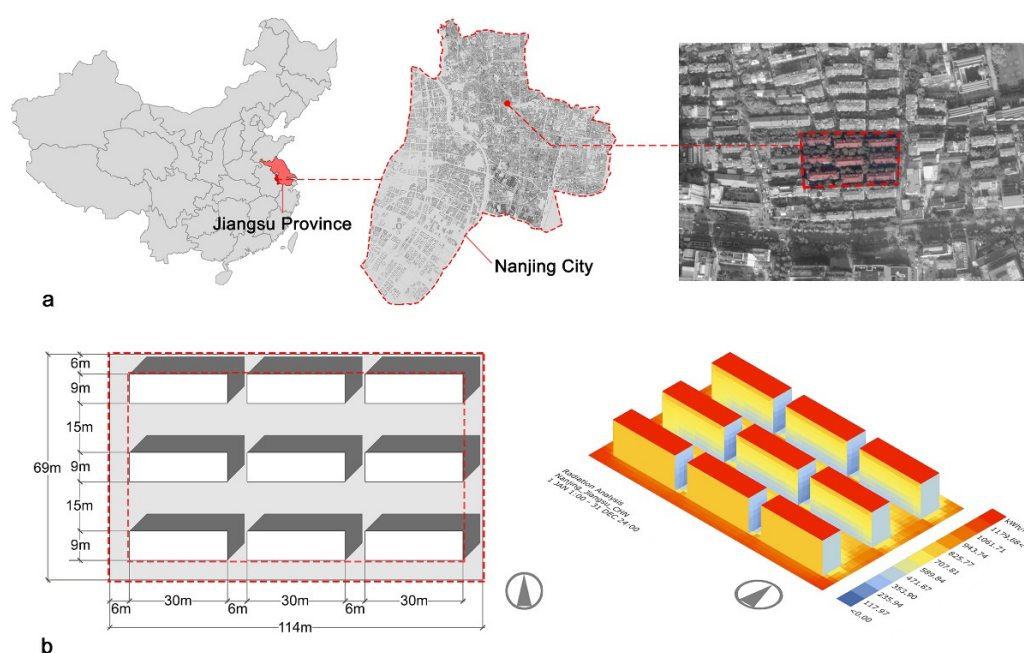 Jiangsu Province
Nanjing City
a
6m
9m
15m
9m
69m
15m
9m
6m
30m
6m
30m
6m
30m
114m
b
Radiation Analysis
Nanjing_Jiangsu_CHN
1 JAN 1:00 - 31 DEC 24:00
1179.68<
1061.71
943.74
825.77
707.81
589.84
471.87
353.90
235.94
117.97
<0.00